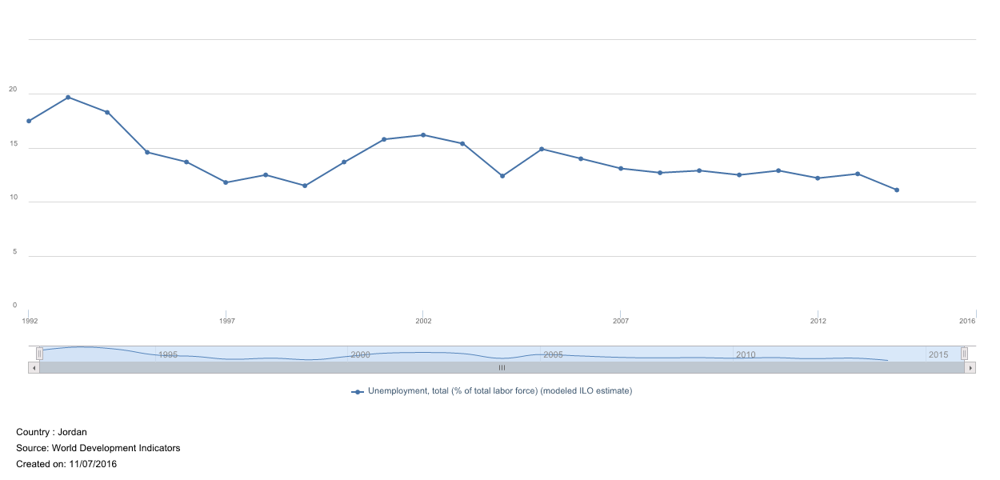 20
15
10
5
0
1992 1997 2002 2007 2012 2016
1995 2000 2005 2010 2015
Unemployment, total (% of total labor force) (modeled ILO estimate)
Country : Jordan
Source: World Development Indicators
Created on: 11/07/2016